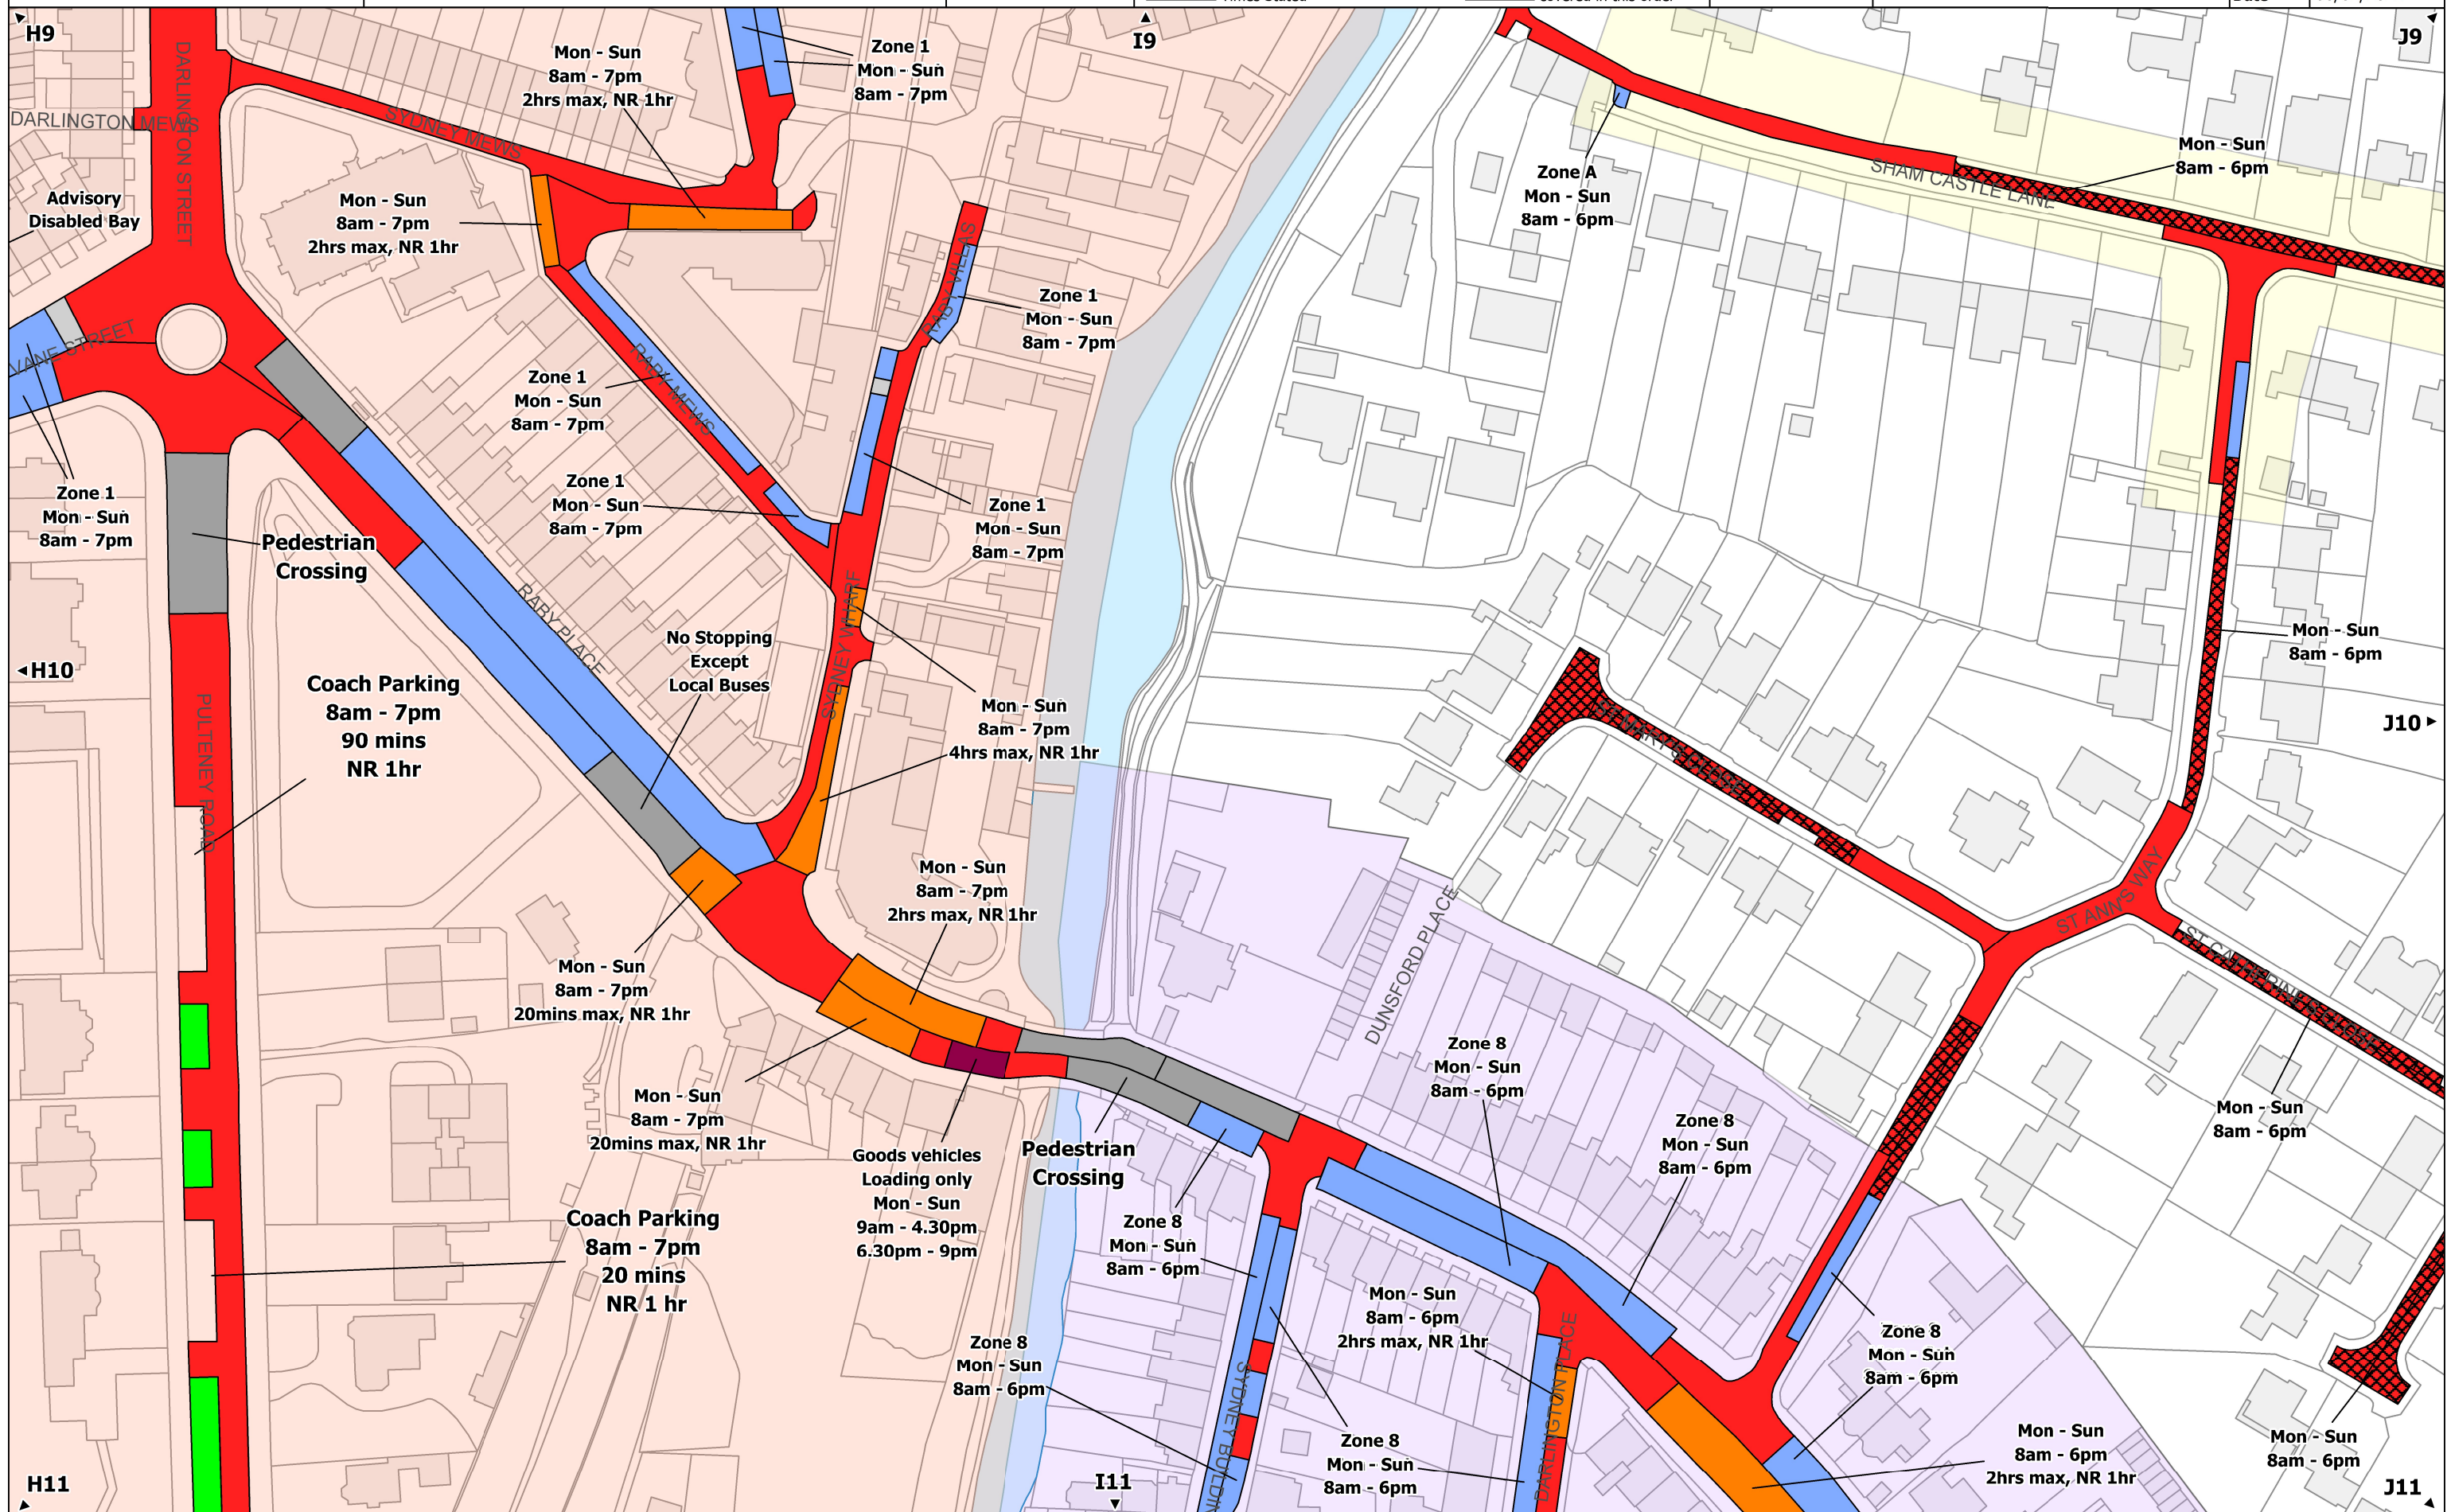 H9
I9
J9
DARLINGTON STREET
DARLINGTON MEWS
SYDNEY MEWS
Mon - Sun
8am - 7pm
2hrs max, NR 1hr
Zone 1
Mon - Sun
8am - 7pm
Advisory
Disabled Bay
Mon - Sun
8am - 7pm
2hrs max, NR 1hr
Zone A
Mon - Sun
8am - 6pm
SHAM CASTLE LANE
Mon - Sun
8am - 6pm
RABY VILLAS
Zone 1
Mon - Sun
8am - 7pm
VANE STREET
RABY MEWS
Zone 1
Mon - Sun
8am - 7pm
Zone 1
Mon - Sun
8am - 7pm
Zone 1
Mon - Sun
8am - 7pm
Zone 1
Mon - Sun
8am - 7pm
Pedestrian
Crossing
RABY PLACE
SYDNEY WHARF
No Stopping
Except
Local Buses
H10
Coach Parking
8am - 7pm
90 mins
NR 1hr
PULTENEY ROAD
Mon - Sun
8am - 7pm
4hrs max, NR 1hr
Mon - Sun
8am - 6pm
J10
ST MARY'S CLOSE
ST ANN'S WAY
ST CATHERINE'S CLOSE
DUNSFORD PLACE
Mon - Sun
8am - 7pm
2hrs max, NR 1hr
Mon - Sun
8am - 7pm
20mins max, NR 1hr
Mon - Sun
8am - 7pm
20mins max, NR 1hr
Goods vehicles
Loading only
Mon - Sun
9am - 4.30pm
6.30pm - 9pm
Pedestrian
Crossing
Zone 8
Mon - Sun
8am - 6pm
Zone 8
Mon - Sun
8am - 6pm
Mon - Sun
8am - 6pm
Zone 8
Mon - Sun
8am - 6pm
Coach Parking
8am - 7pm
20 mins
NR 1 hr
Mon - Sun
8am - 6pm
2hrs max, NR 1hr
Zone 8
Mon - Sun
8am - 6pm
Zone 8
Mon - Sun
8am - 6pm
DARLINGTON PLACE
Zone 8
Mon - Sun
8am - 6pm
Mon - Sun
8am - 6pm
2hrs max, NR 1hr
Mon - Sun
8am - 6pm
H11
I11
J11